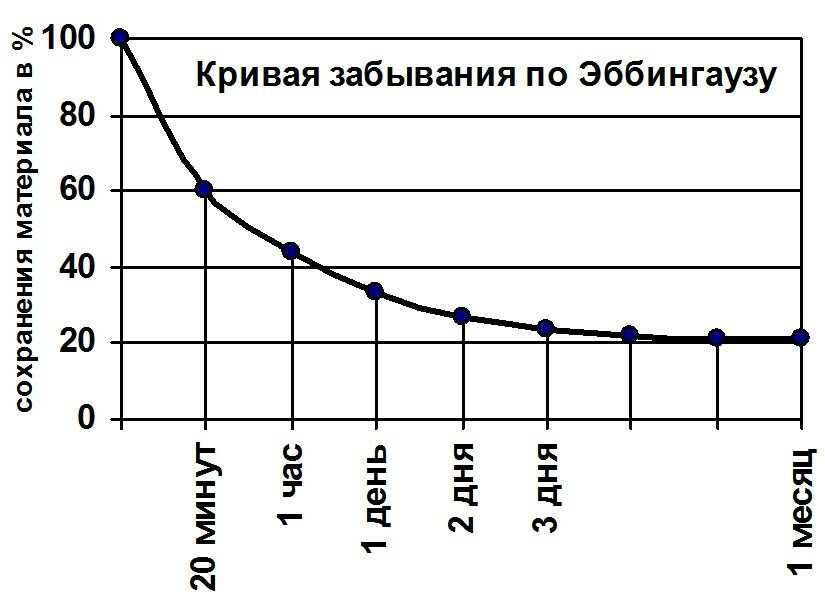 Кривая забывания по Эббингаузу
сохранения материала в %
100
80
60
40
20
0
20 минут
1 час
1 день
2 дня
3 дня
1 месяц